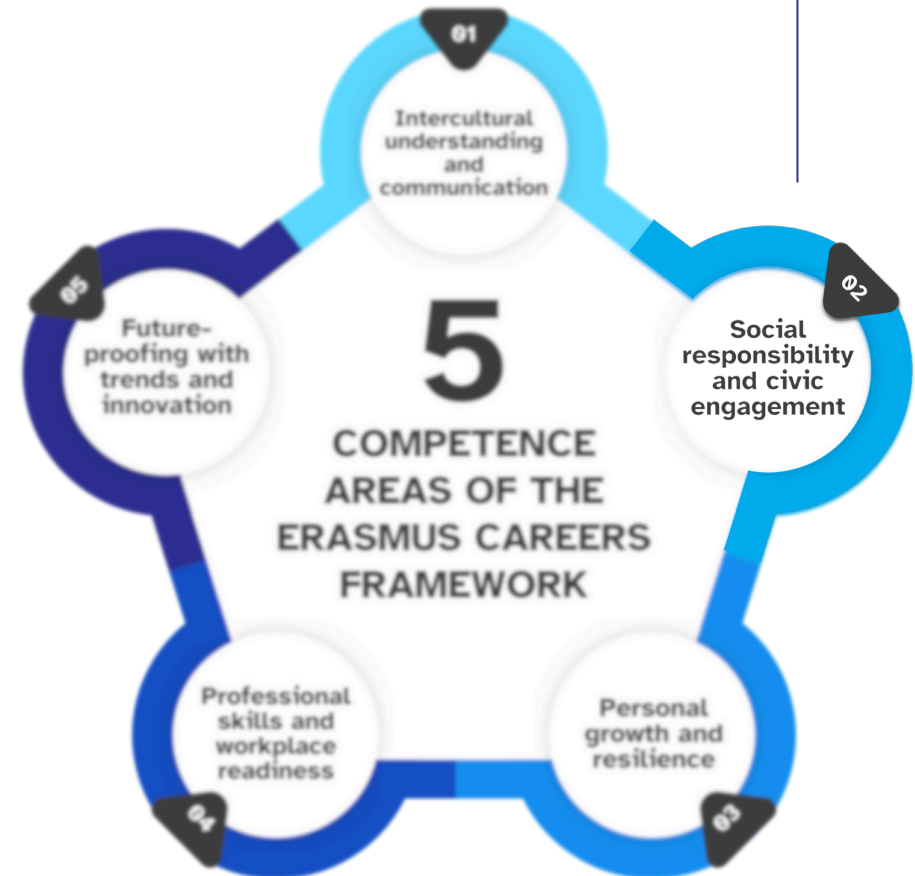 01
Intercultural
understanding
and
communication
02
Social
responsibility
and civic
engagement
05
Future-
proofing with
trends and
innovation
5
COMPETENCE
AREAS OF THE
ERASMUS CAREERS
FRAMEWORK
04
Professional
skills and
workplace
readiness
03
Personal
growth and
resilience